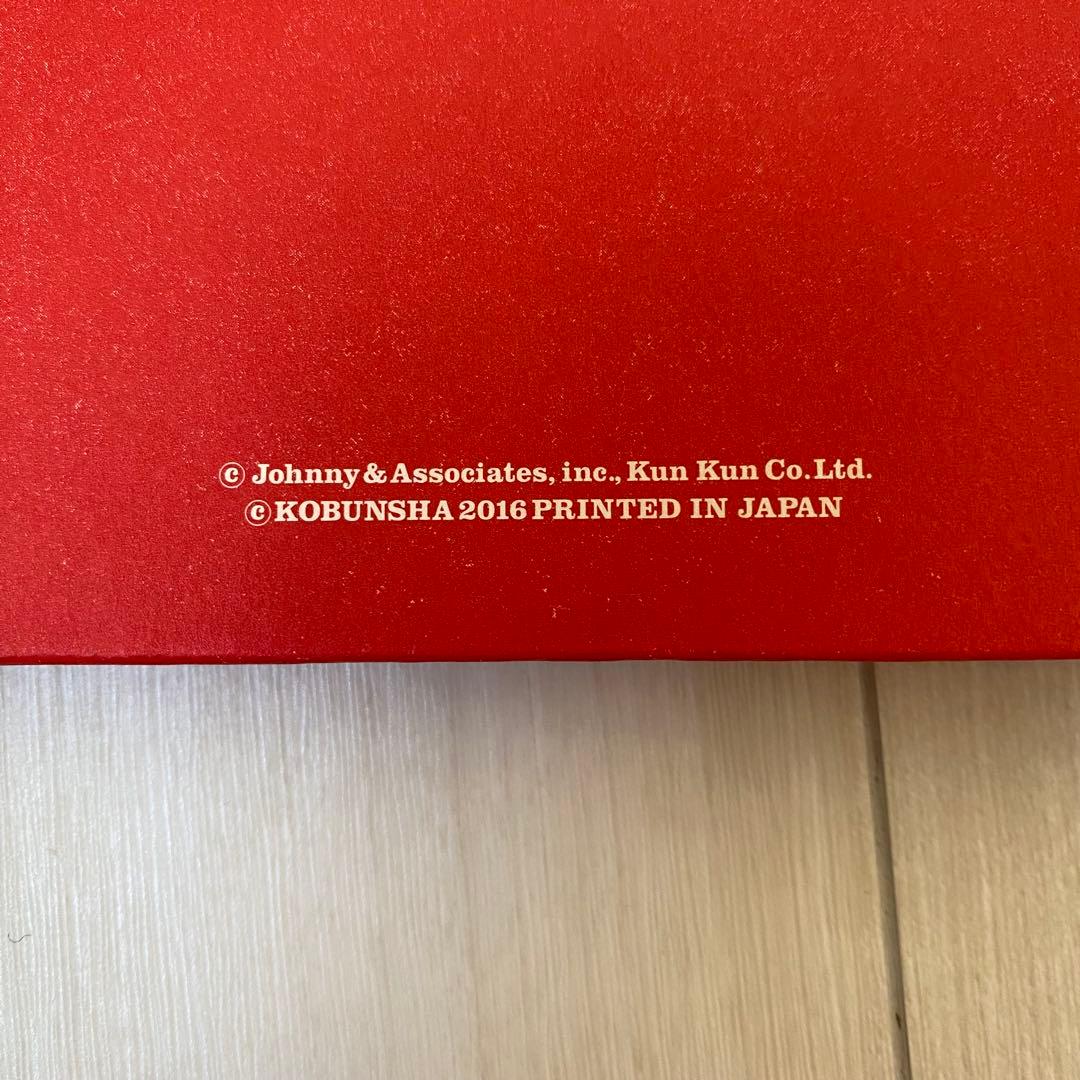 © Johnny & Associates, inc., Kun Kun Co. Ltd.
© KOBUNSHA 2016 PRINTED IN JAPAN